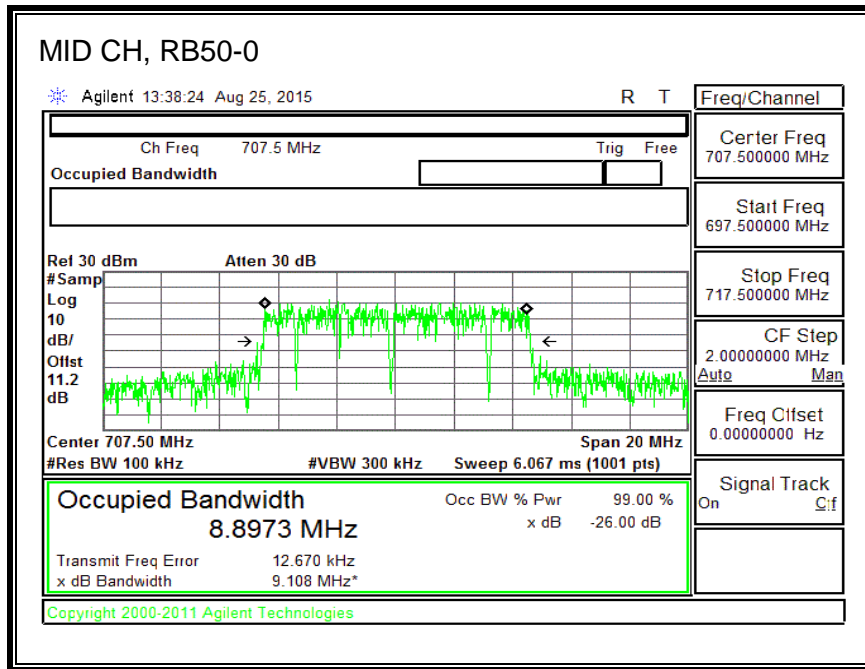 MID CH, RB50-0
Agilent 13:38:24 Aug 25, 2015 R T
Freq/Channel
Ch Freq 707.5 MHz Trig Free
Occupied Bandwidth
Center Freq
707.500000 MHz
Start Freq
697.500000 MHz
Stop Freq
717.500000 MHz
CF Step
2.00000000 MHz
Auto Man
Freq Offset
0.00000000 Hz
Signal Track
On Off
Ref 30 dBm Atten 30 dB
#Samp
Log
10
dB/
Offst
11.2
dB
Center 707.50 MHz Span 20 MHz
#Res BW 100 kHz #VBW 300 kHz Sweep 6.067 ms (1001 pts)
Occupied Bandwidth Occ BW % Pwr 99.00 %
8.8973 MHz x dB -26.00 dB
Transmit Freq Error 12.670 kHz
x dB Bandwidth 9.108 MHz*
Copyright 2000-2011 Agilent Technologies